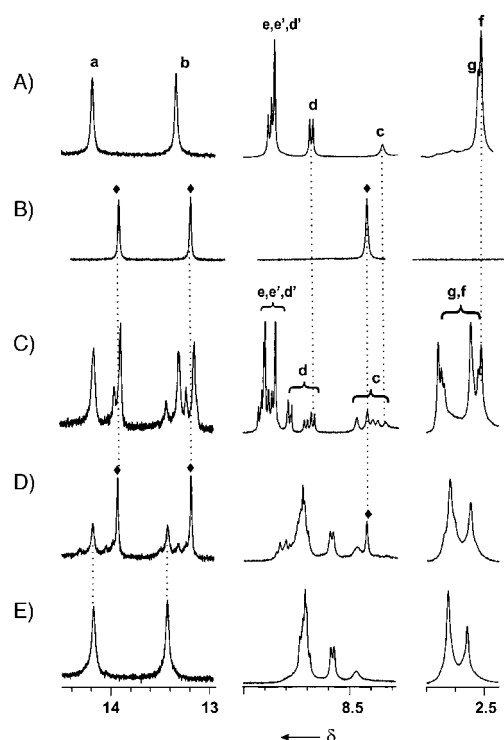 e,e',d' f
A) a b g
d c
♦ ♦ ♦
B)
e,e',d' g,f
C) d c
♦ ♦
D) ♦
E)
14 13 8.5 2.5
← δ